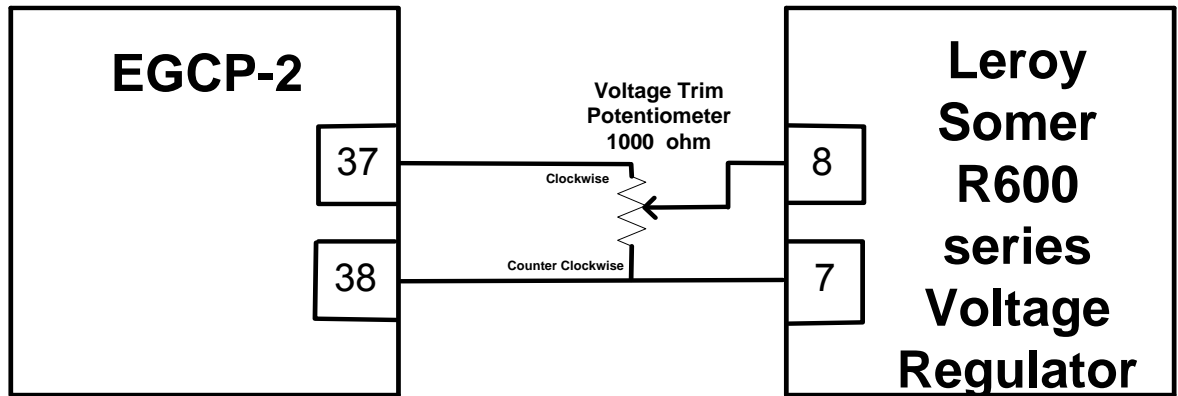 EGCP-2
37
38
Voltage Trim
Potentiometer
1000 ohm
Clockwise
Counter Clockwise
8
7
Leroy
Somer
R600
series
Voltage
Regulator